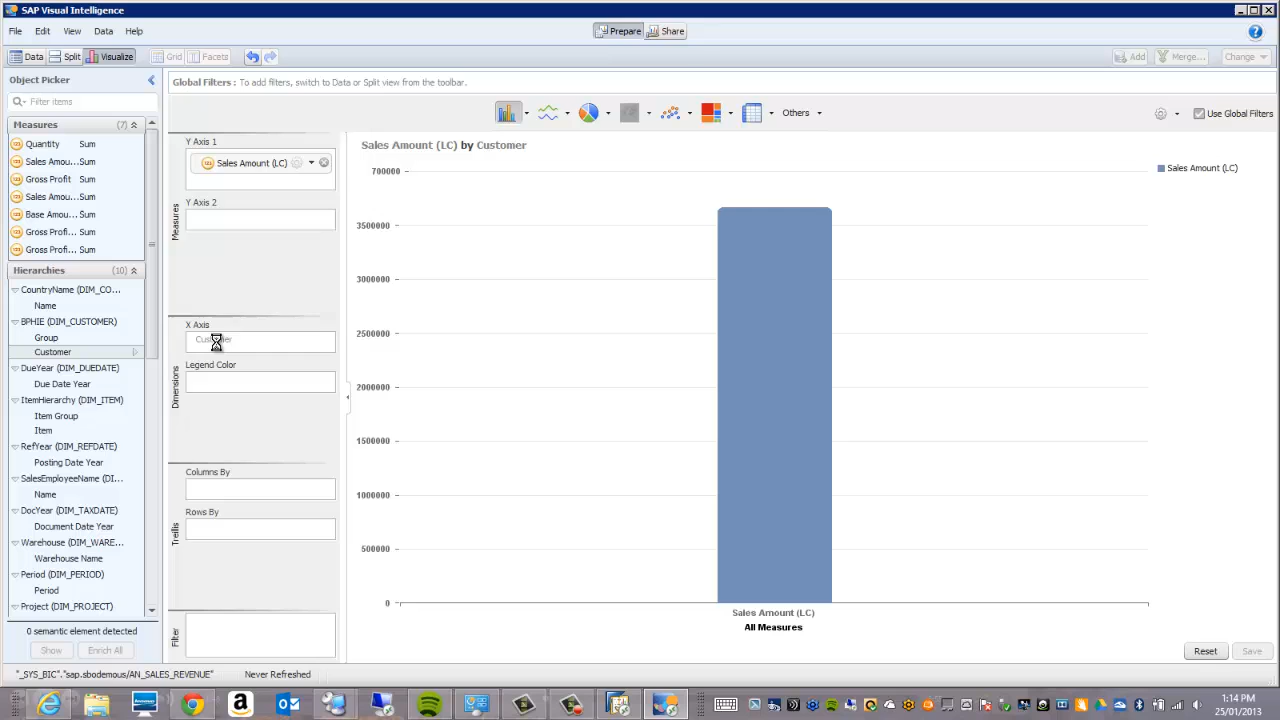 SAP Visual Intelligence
File Edit View Data Help
Prepare Share
Data Split Visualize Grid Facets
Add Merge... Change
Object Picker
Filter items
Measures (7)
Quantity Sum
Sales Amou... Sum
Gross Profit Sum
Sales Amou... Sum
Base Amou... Sum
Gross Profi... Sum
Gross Profi... Sum
Hierarchies (10)
CountryName (DIM_CO...
Name
BPHIE (DIM_CUSTOMER)
Group
Customer
DueYear (DIM_DUEDATE)
Due Date Year
ItemHierarchy (DIM_ITEM)
Item Group
Item
RefYear (DIM_REFDATE)
Posting Date Year
SalesEmployeeName (DI...
Name
DocYear (DIM_TAXDATE)
Document Date Year
Warehouse (DIM_WARE...
Warehouse Name
Period (DIM_PERIOD)
Period
Project (DIM_PROJECT)
0 semantic element detected
Show Enrich All
Global Filters : To add filters, switch to Data or Split view from the toolbar.
Others
Use Global Filters
Measures
Y Axis 1
Sales Amount (LC)
Y Axis 2
Dimensions
X Axis
Customer
Legend Color
Trellis
Columns By
Rows By
Filter
Sales Amount (LC) by Customer
Sales Amount (LC)
700000
3500000
3000000
2500000
2000000
1500000
1000000
500000
0
Sales Amount (LC)
All Measures
Reset Save
"_SYS_BIC"."sap.sbodemous/AN_SALES_REVENUE" Never Refreshed
1:14 PM
25/01/2013